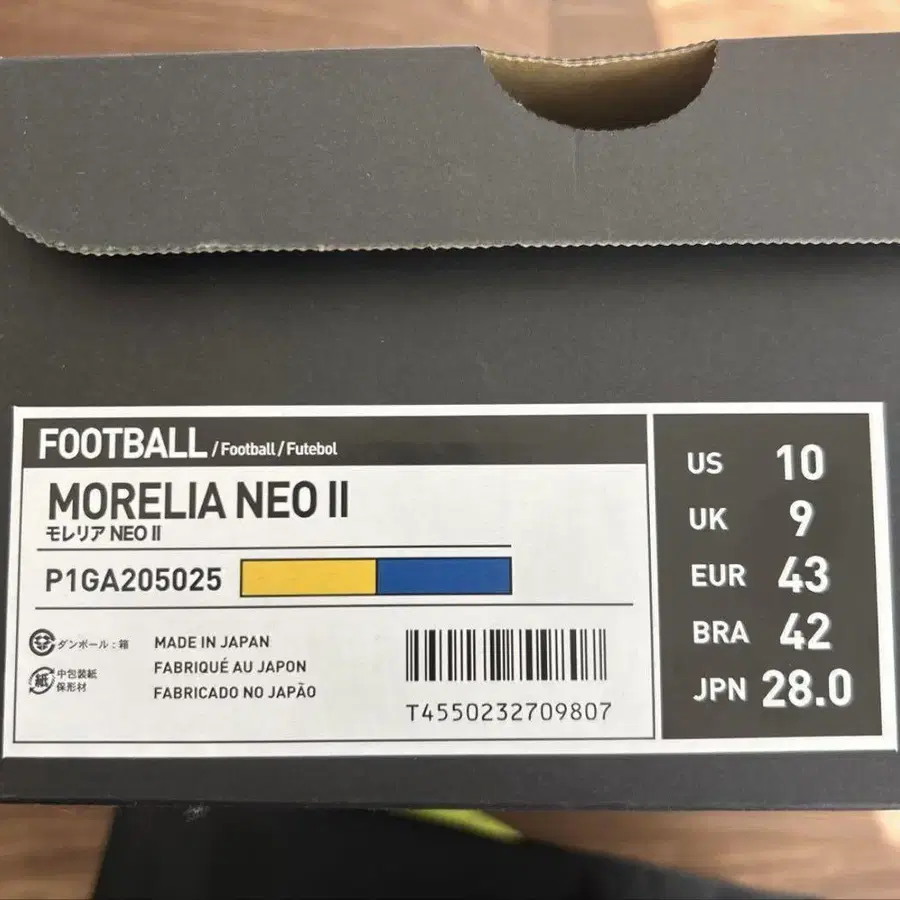 FOOTBALL / Football / Futebol
MORELIA NEO II
モレリア NEO II
P1GA205025
ダンボール：箱
紙
中包装紙
保形材
MADE IN JAPAN
FABRIQUÉ AU JAPON
FABRICADO NO JAPÃO
T4550232709807
US 10
UK 9
EUR 43
BRA 42
JPN 28.0